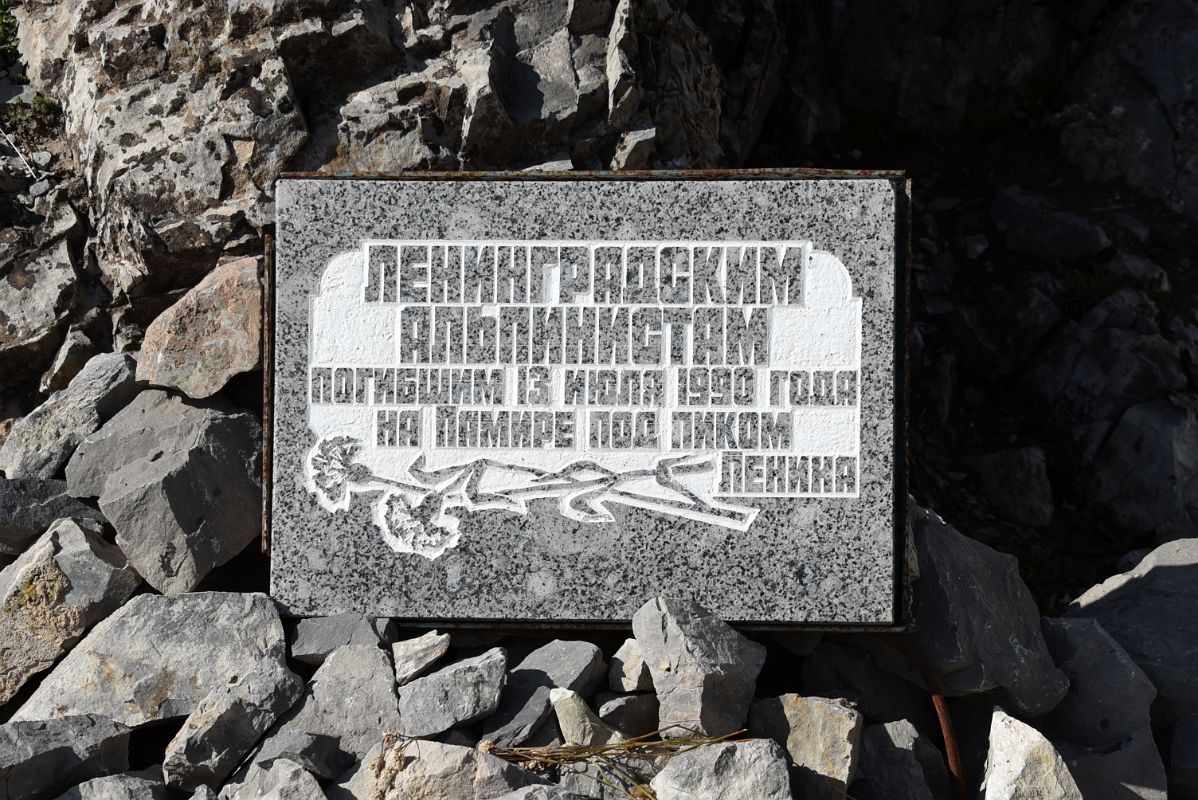 ЛЕНИНГРАДСКИМ
АЛЬПИНИСТАМ
ПОГИБШИМ 13 ИЮЛЯ 1990 ГОДА
НА ПАМИРЕ ПОД ПИКОМ
ЛЕНИНА